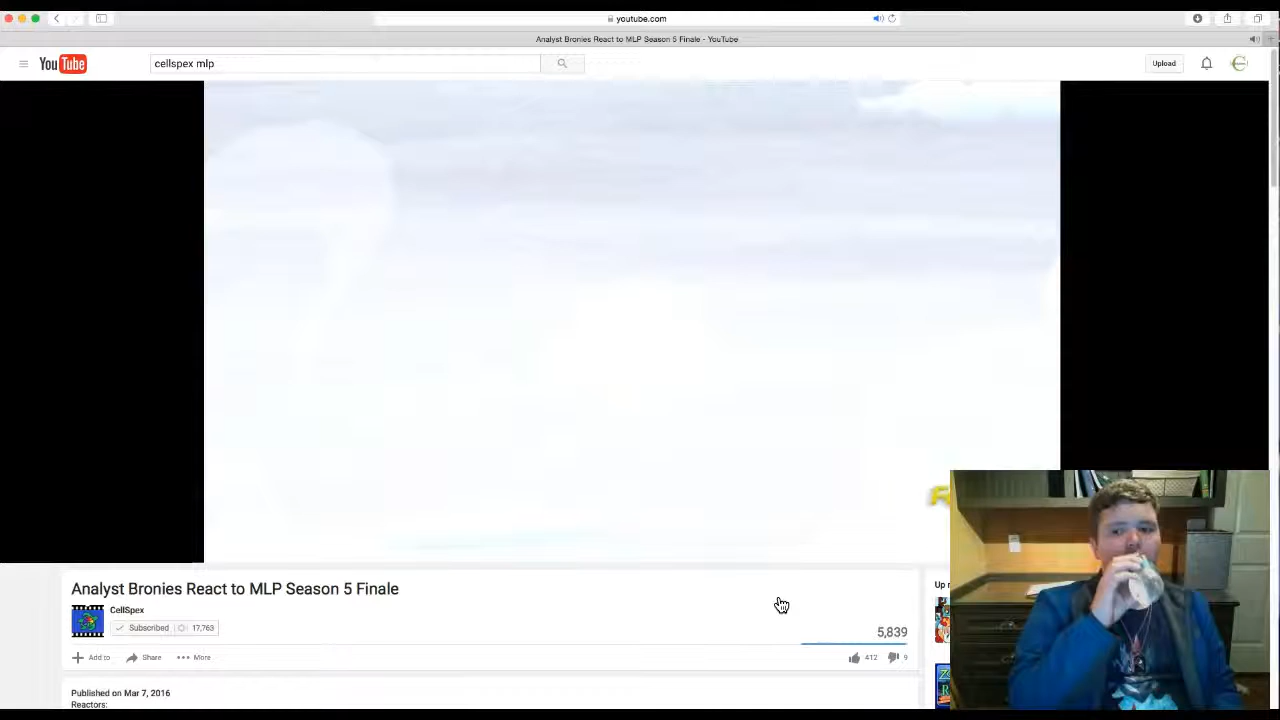 youtube.com
Analyst Bronies React to MLP Season 5 Finale - YouTube
YouTube
cellspex mlp
Upload
Analyst Bronies React to MLP Season 5 Finale
Up n
CellSpex
Subscribed 17,763
5,839
Add to Share More
412 9
Published on Mar 7, 2016
Reactors: